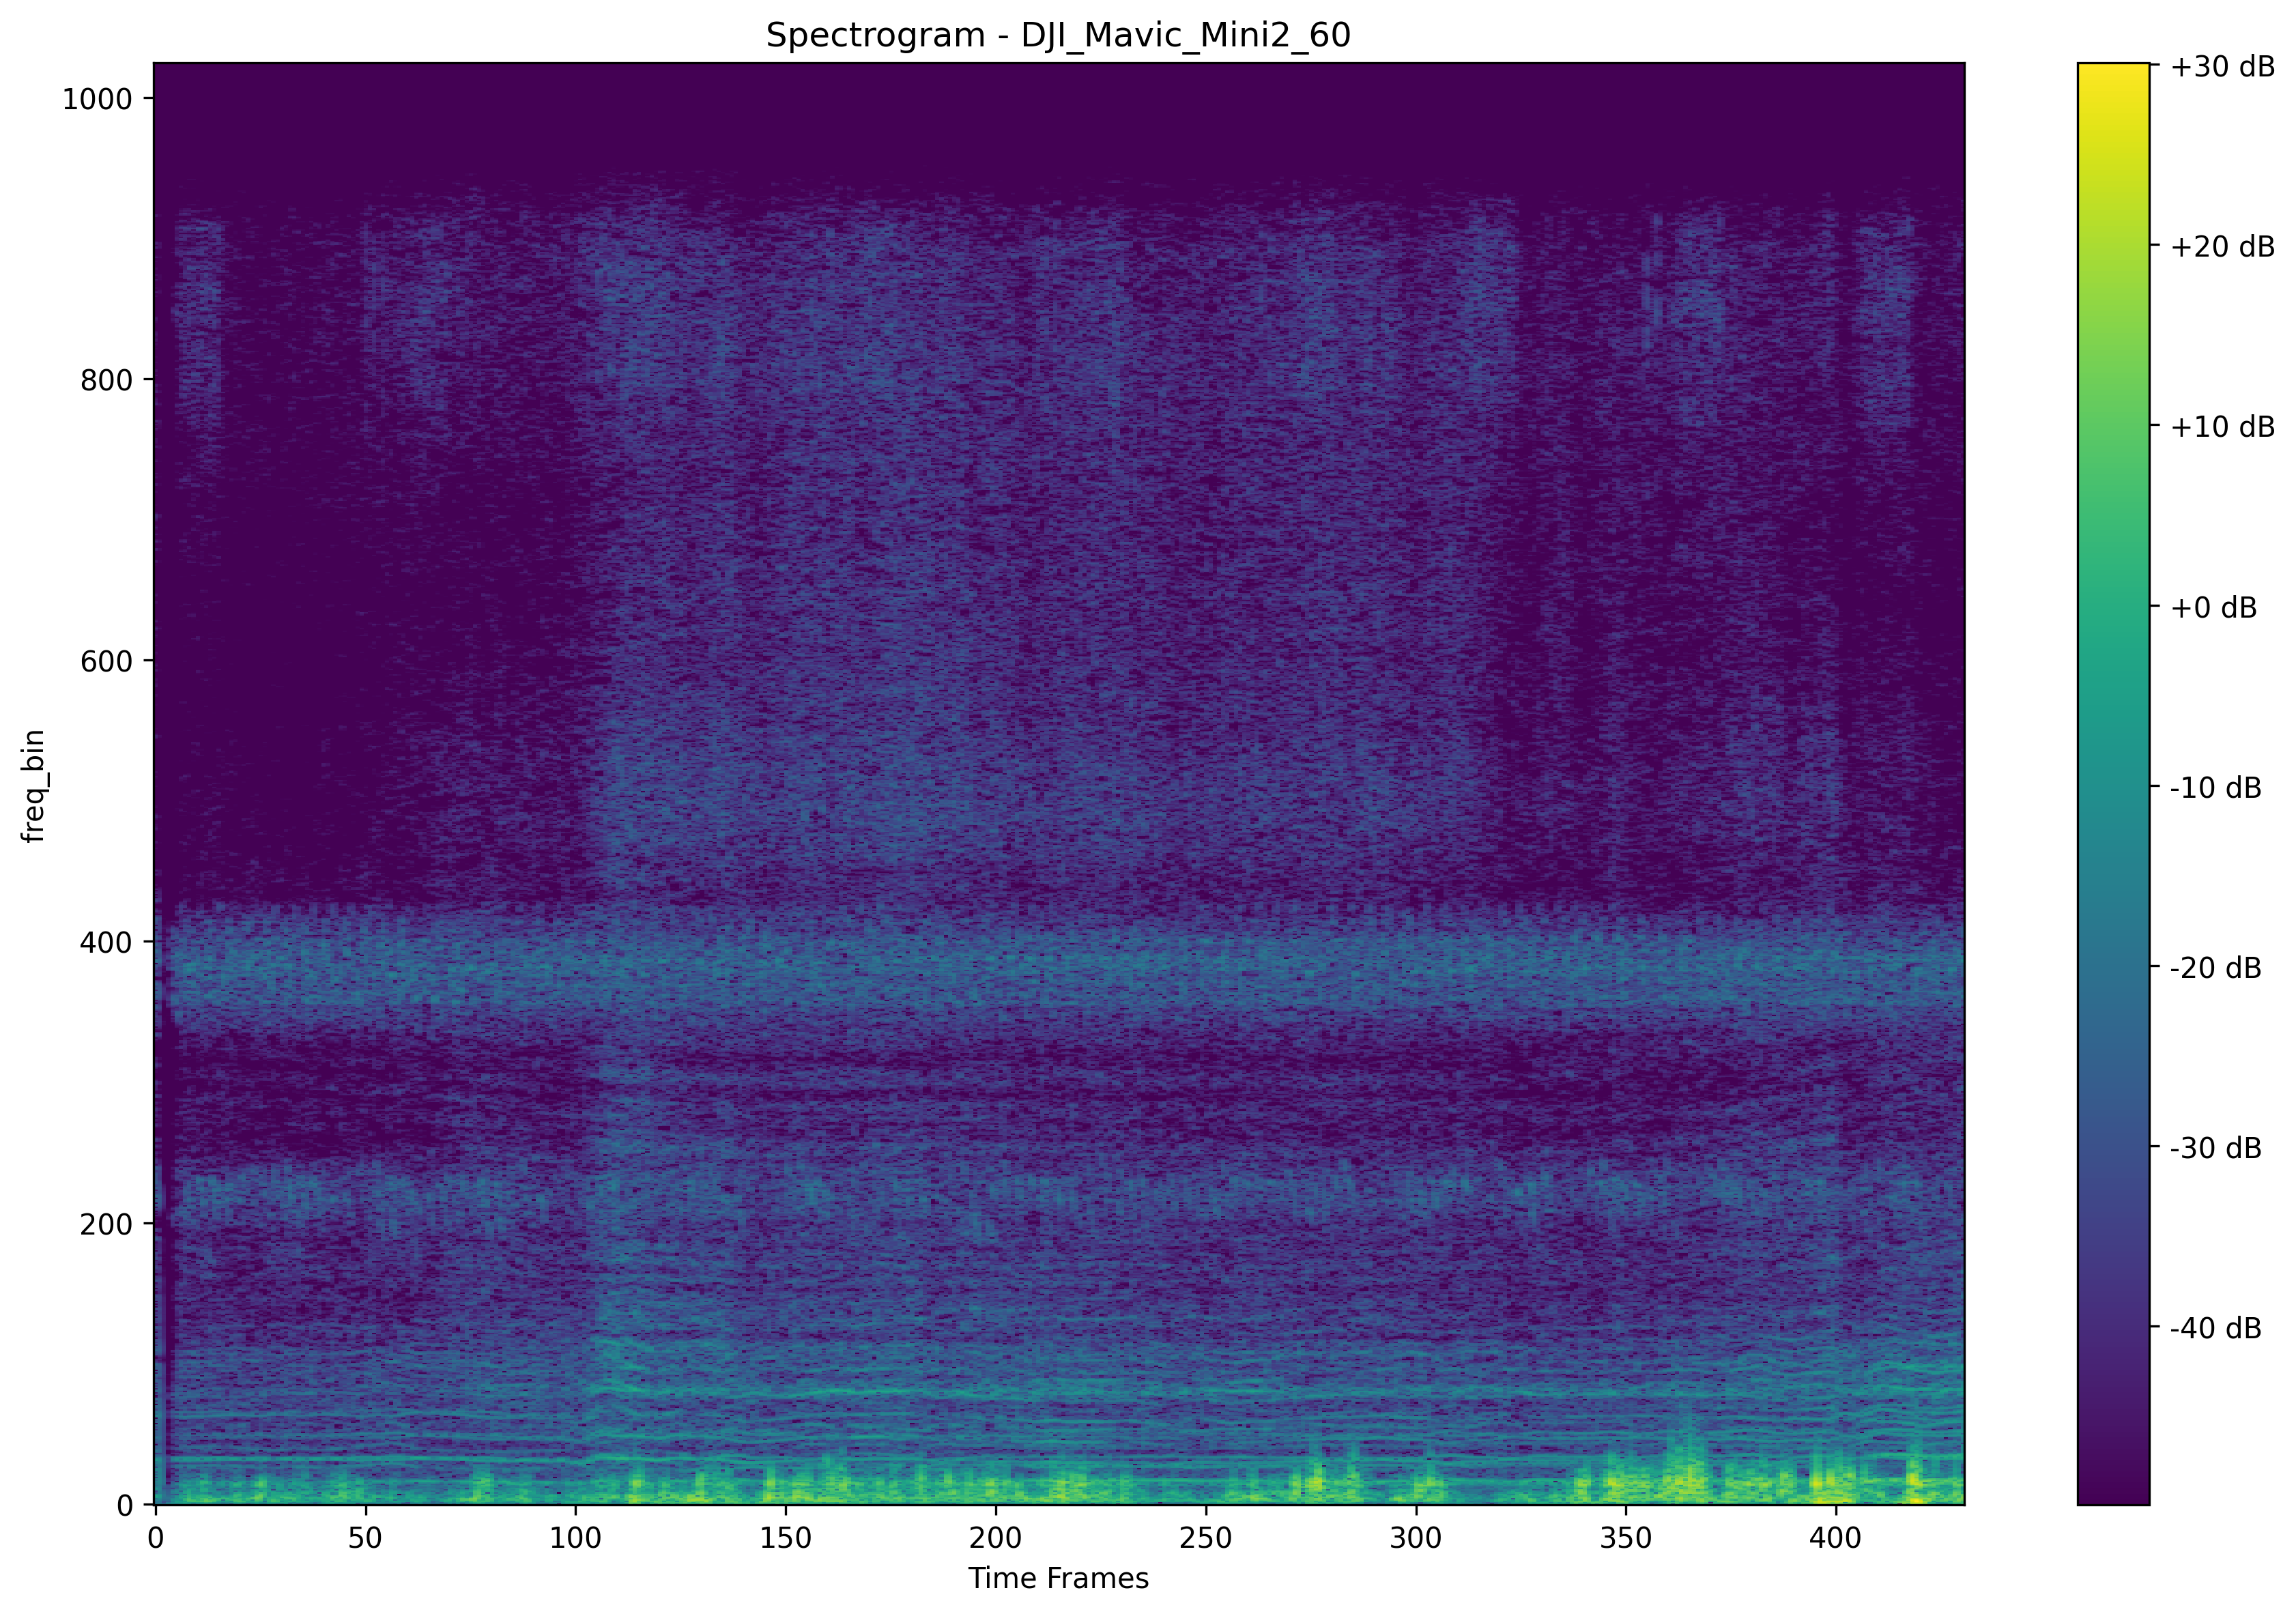 Spectrogram - DJI_Mavic_Mini2_60
1000
800
600
400
200
0
freq_bin
0 50 100 150 200 250 300 350 400
Time Frames
+30 dB
+20 dB
+10 dB
+0 dB
-10 dB
-20 dB
-30 dB
-40 dB